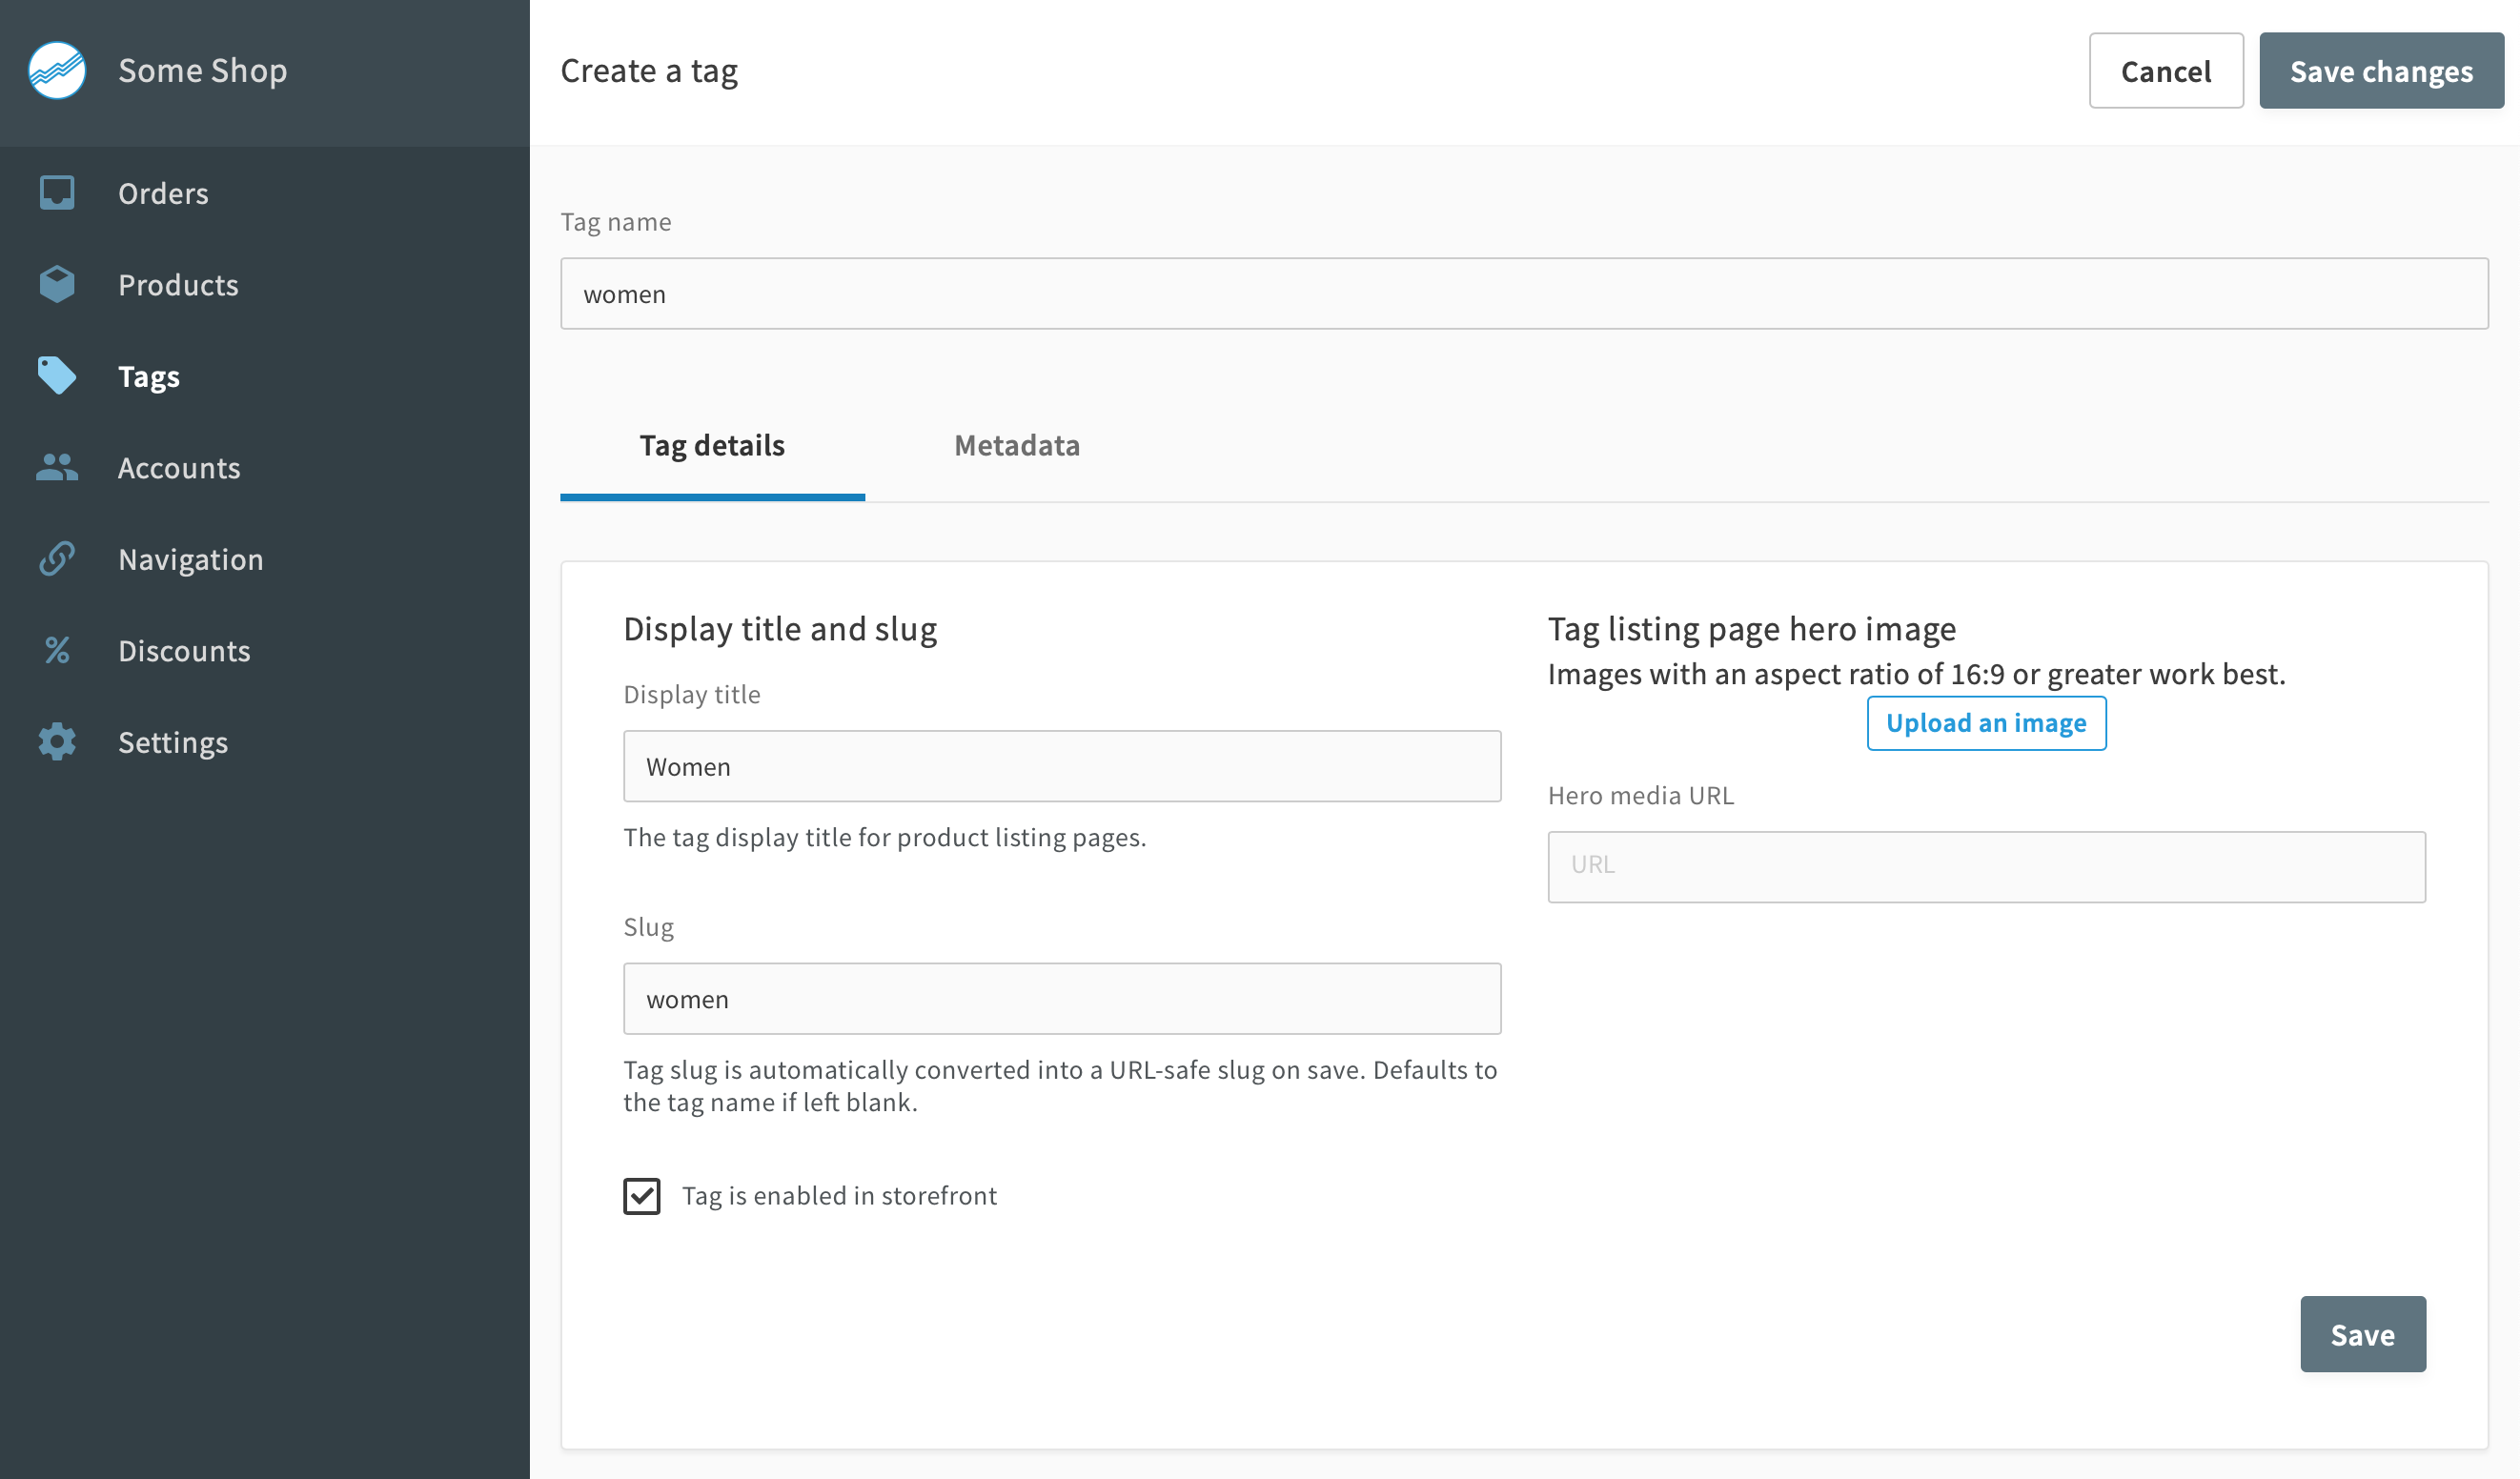 Some Shop
Orders
Products
Tags
Accounts
Navigation
Discounts
Settings
Create a tag
Cancel
Save changes
Tag name
women
Tag details
Metadata
Display title and slug
Display title
Women
The tag display title for product listing pages.
Slug
women
Tag slug is automatically converted into a URL-safe slug on save. Defaults to
the tag name if left blank.
Tag is enabled in storefront
Tag listing page hero image
Images with an aspect ratio of 16:9 or greater work best.
Upload an image
Hero media URL
URL
Save